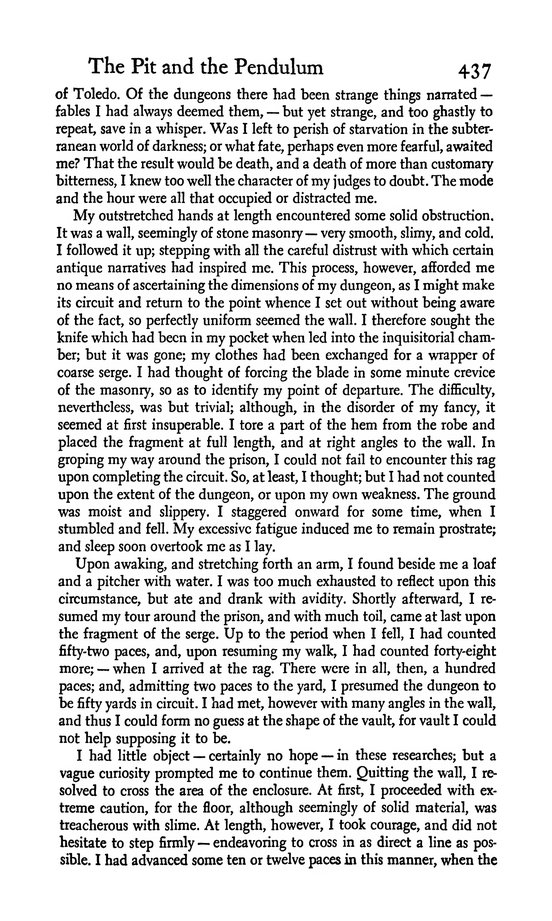 The Pit and the Pendulum 437
of Toledo. Of the dungeons there had been strange things narrated —
fables I had always deemed them, — but yet strange, and too ghastly to
repeat, save in a whisper. Was I left to perish of starvation in the subter-
ranean world of darkness; or what fate, perhaps even more fearful, awaited
me? That the result would be death, and a death of more than customary
bitterness, I knew too well the character of my judges to doubt. The mode
and the hour were all that occupied or distracted me.
My outstretched hands at length encountered some solid obstruction.
It was a wall, seemingly of stone masonry — very smooth, slimy, and cold.
I followed it up; stepping with all the careful distrust with which certain
antique narratives had inspired me. This process, however, afforded me
no means of ascertaining the dimensions of my dungeon, as I might make
its circuit and return to the point whence I set out without being aware
of the fact, so perfectly uniform seemed the wall. I therefore sought the
knife which had been in my pocket when led into the inquisitorial cham-
ber; but it was gone; my clothes had been exchanged for a wrapper of
coarse serge. I had thought of forcing the blade in some minute crevice
of the masonry, so as to identify my point of departure. The difficulty,
nevertheless, was but trivial; although, in the disorder of my fancy, it
seemed at first insuperable. I tore a part of the hem from the robe and
placed the fragment at full length, and at right angles to the wall. In
groping my way around the prison, I could not fail to encounter this rag
upon completing the circuit. So, at least, I thought; but I had not counted
upon the extent of the dungeon, or upon my own weakness. The ground
was moist and slippery. I staggered onward for some time, when I
stumbled and fell. My excessive fatigue induced me to remain prostrate;
and sleep soon overtook me as I lay.
Upon awaking, and stretching forth an arm, I found beside me a loaf
and a pitcher with water. I was too much exhausted to reflect upon this
circumstance, but ate and drank with avidity. Shortly afterward, I re-
sumed my tour around the prison, and with much toil, came at last upon
the fragment of the serge. Up to the period when I fell, I had counted
fifty-two paces, and, upon resuming my walk, I had counted forty-eight
more; — when I arrived at the rag. There were in all, then, a hundred
paces; and, admitting two paces to the yard, I presumed the dungeon to
be fifty yards in circuit. I had met, however with many angles in the wall,
and thus I could form no guess at the shape of the vault, for vault I could
not help supposing it to be.
I had little object — certainly no hope — in these researches; but a
vague curiosity prompted me to continue them. Quitting the wall, I re-
solved to cross the area of the enclosure. At first, I proceeded with ex-
treme caution, for the floor, although seemingly of solid material, was
treacherous with slime. At length, however, I took courage, and did not
hesitate to step firmly — endeavoring to cross in as direct a line as pos-
sible. I had advanced some ten or twelve paces in this manner, when the